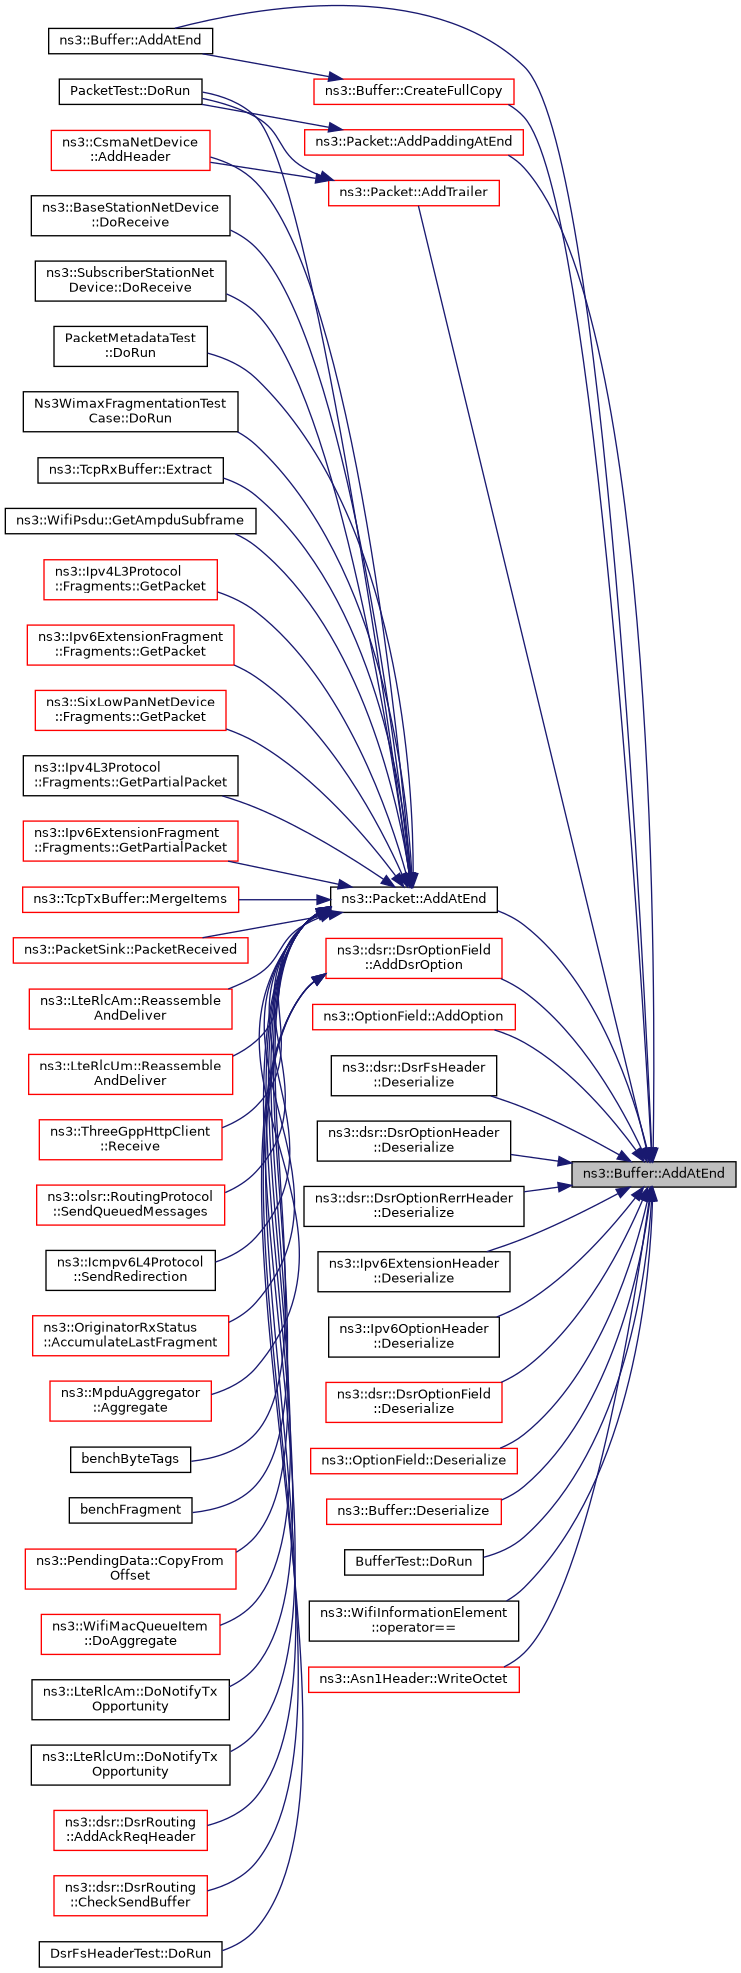 ns3::Buffer::AddAtEnd
PacketTest::DoRun
ns3::CsmaNetDevice
::AddHeader
ns3::BaseStationNetDevice
::DoReceive
ns3::SubscriberStationNet
Device::DoReceive
PacketMetadataTest
::DoRun
Ns3WimaxFragmentationTest
Case::DoRun
ns3::TcpRxBuffer::Extract
ns3::WifiPsdu::GetAmpduSubframe
ns3::Ipv4L3Protocol
::Fragments::GetPacket
ns3::Ipv6ExtensionFragment
::Fragments::GetPacket
ns3::SixLowPanNetDevice
::Fragments::GetPacket
ns3::Ipv4L3Protocol
::Fragments::GetPartialPacket
ns3::Ipv6ExtensionFragment
::Fragments::GetPartialPacket
ns3::TcpTxBuffer::MergeItems
ns3::PacketSink::PacketReceived
ns3::LteRlcAm::Reassemble
AndDeliver
ns3::LteRlcUm::Reassemble
AndDeliver
ns3::ThreeGppHttpClient
::Receive
ns3::olsr::RoutingProtocol
::SendQueuedMessages
ns3::Icmpv6L4Protocol
::SendRedirection
ns3::OriginatorRxStatus
::AccumulateLastFragment
ns3::MpduAggregator
::Aggregate
benchByteTags
benchFragment
ns3::PendingData::CopyFrom
Offset
ns3::WifiMacQueueItem
::DoAggregate
ns3::LteRlcAm::DoNotifyTx
Opportunity
ns3::LteRlcUm::DoNotifyTx
Opportunity
ns3::dsr::DsrRouting
::AddAckReqHeader
ns3::dsr::DsrRouting
::CheckSendBuffer
DsrFsHeaderTest::DoRun
ns3::Buffer::CreateFullCopy
ns3::Packet::AddPaddingAtEnd
ns3::Packet::AddTrailer
ns3::Packet::AddAtEnd
ns3::dsr::DsrOptionField
::AddDsrOption
ns3::OptionField::AddOption
ns3::dsr::DsrFsHeader
::Deserialize
ns3::dsr::DsrOptionHeader
::Deserialize
ns3::dsr::DsrOptionRerrHeader
::Deserialize
ns3::Ipv6ExtensionHeader
::Deserialize
ns3::Ipv6OptionHeader
::Deserialize
ns3::dsr::DsrOptionField
::Deserialize
ns3::OptionField::Deserialize
ns3::Buffer::Deserialize
BufferTest::DoRun
ns3::WifiInformationElement
::operator==
ns3::Asn1Header::WriteOctet
ns3::Buffer::AddAtEnd